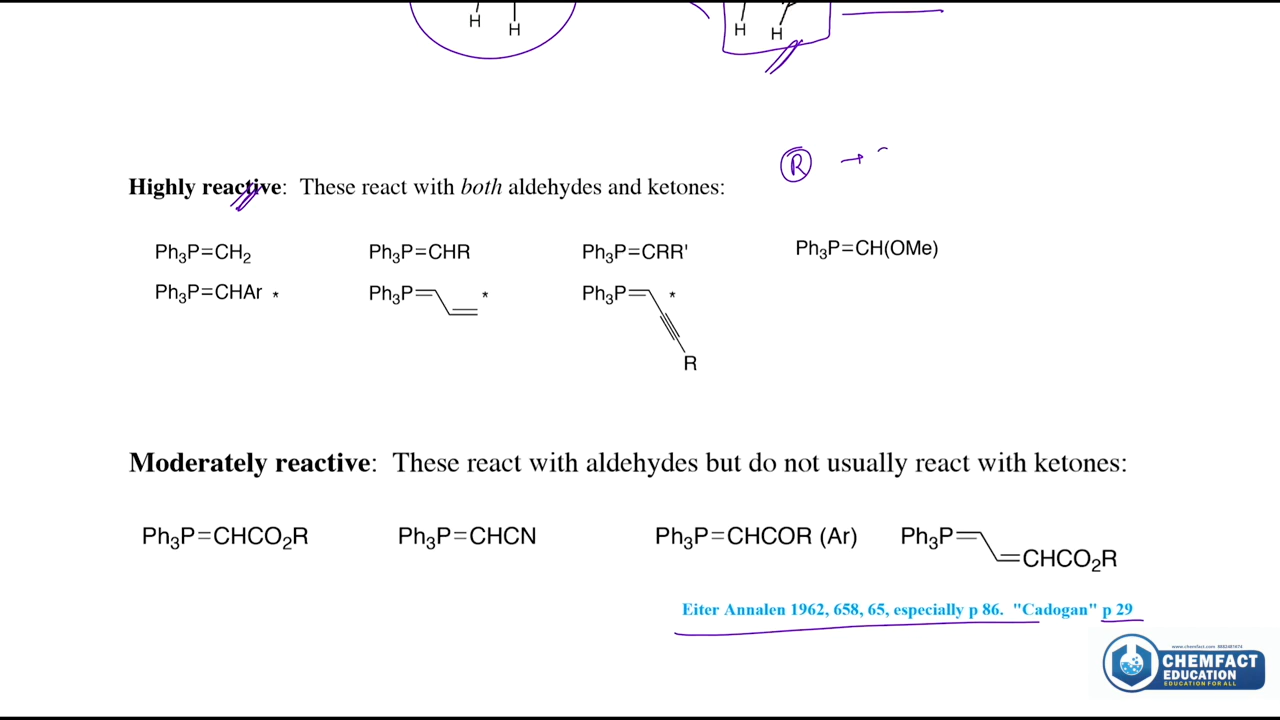 H H H H
Ⓡ →
Highly reactive: These react with both aldehydes and ketones:
Ph₃P=CH₂ Ph₃P=CHR Ph₃P=CRR' Ph₃P=CH(OMe)
Ph₃P=CHAr * Ph₃P= * Ph₃P= *
R
Moderately reactive: These react with aldehydes but do not usually react with ketones:
Ph₃P=CHCO₂R Ph₃P=CHCN Ph₃P=CHCOR (Ar) Ph₃P=
=CHCO₂R
Eiter Annalen 1962, 658, 65, especially p 86. "Cadogan" p 29
CHEMFACT
EDUCATION
EDUCATION FOR ALL